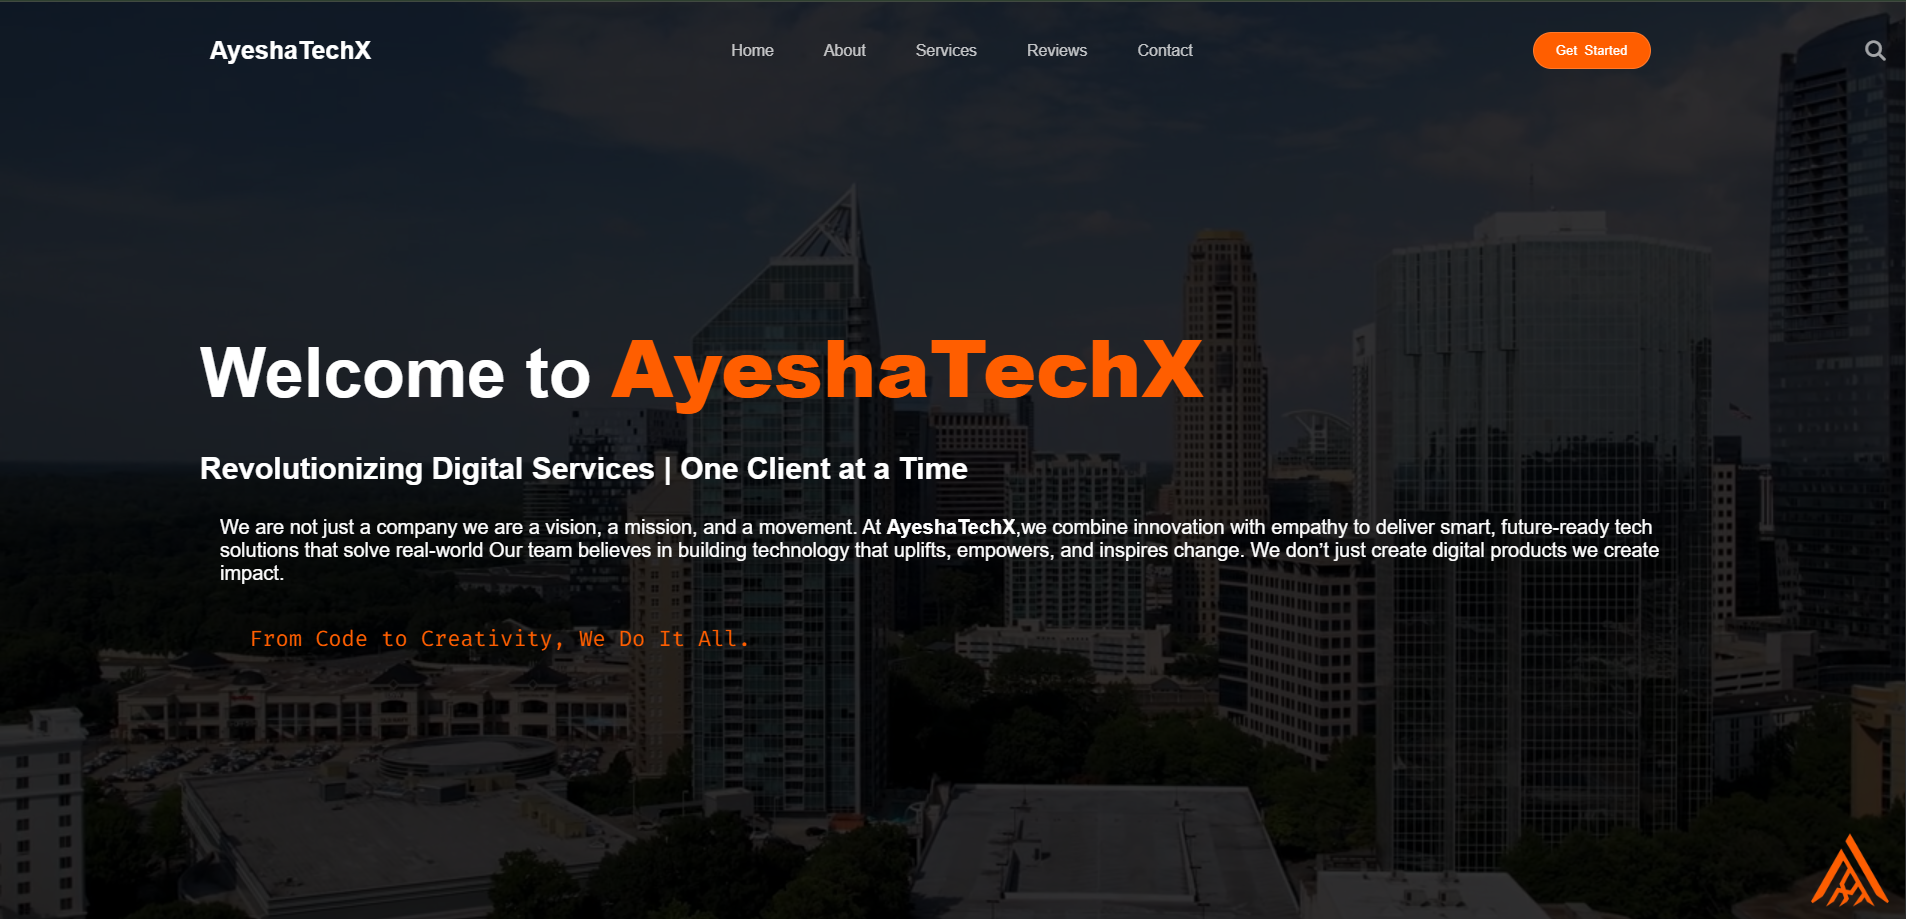 AyeshaTechX
Home About Services Reviews Contact
Get Started
Welcome to AyeshaTechX
Revolutionizing Digital Services | One Client at a Time
We are not just a company we are a vision, a mission, and a movement. At AyeshaTechX,we combine innovation with empathy to deliver smart, future-ready tech
solutions that solve real-world Our team believes in building technology that uplifts, empowers, and inspires change. We don’t just create digital products we create
impact.
From Code to Creativity, We Do It All.